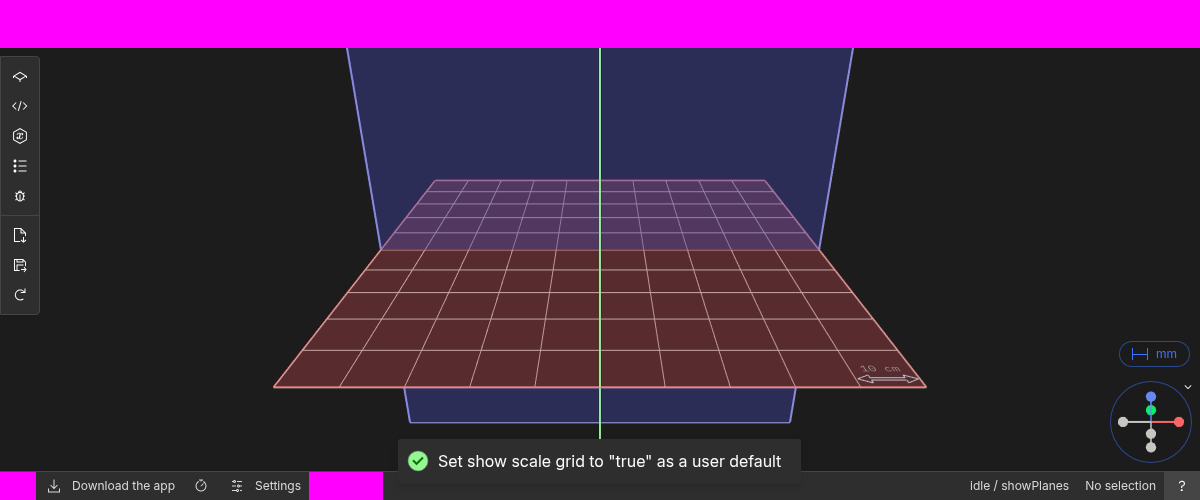 10 cm
mm
Set show scale grid to "true" as a user default
Download the app
Settings
idle / showPlanes
No selection
?